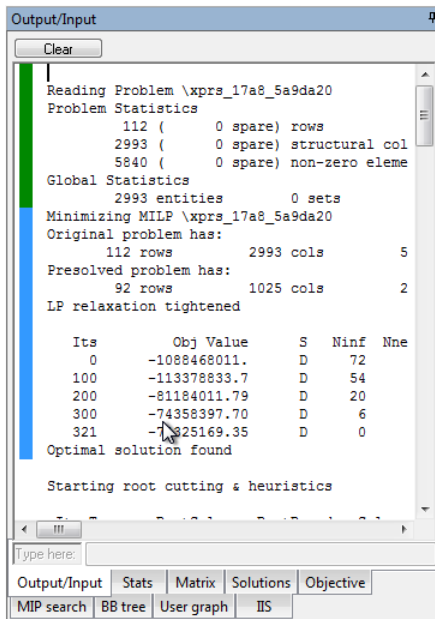 Output/Input
Clear
Reading Problem \xprs_17a8_5a9da20
Problem Statistics
112 ( 0 spare) rows
2993 ( 0 spare) structural col
5840 ( 0 spare) non-zero eleme
Global Statistics
2993 entities 0 sets
Minimizing MILP \xprs_17a8_5a9da20
Original problem has:
112 rows 2993 cols 5
Presolved problem has:
92 rows 1025 cols 2
LP relaxation tightened
Its Obj Value S Ninf Nne
0 -1088468011. D 72
100 -113378833.7 D 54
200 -81184011.79 D 20
300 -74358397.70 D 6
321 D 0
Optimal solution found
Starting root cutting & heuristics
Type here:
Output/Input Stats Matrix Solutions Objective
MIP search BB tree User graph IIS